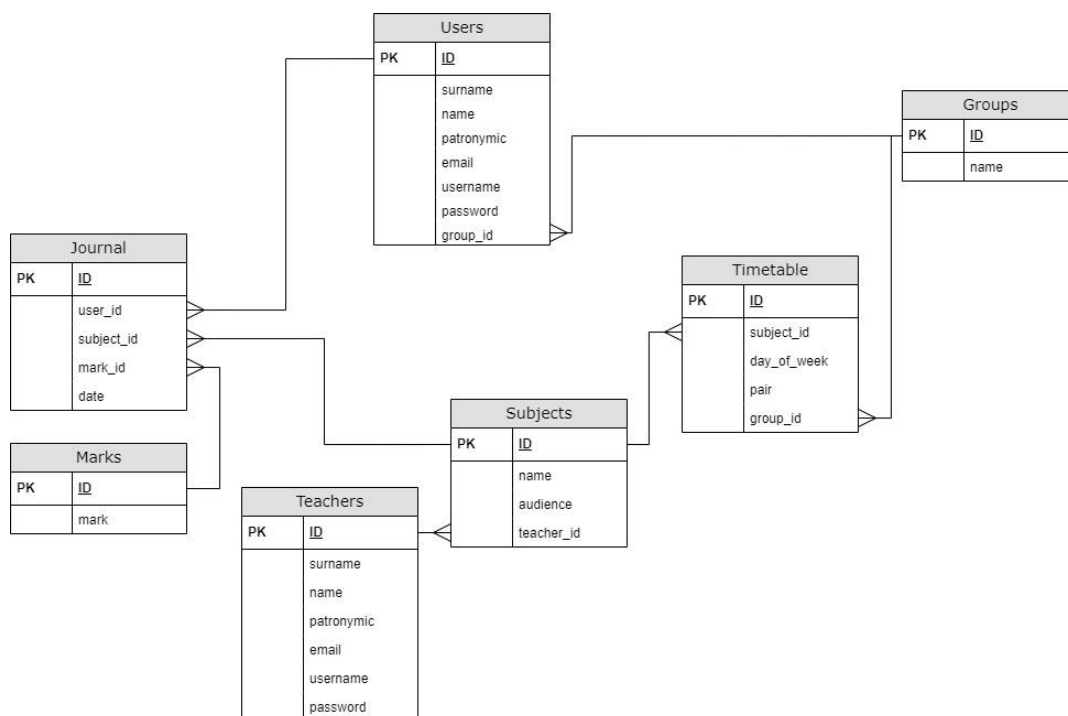 Users
PK ID
surname
name
patronymic
email
username
password
group_id
Groups
PK ID
name
Journal
PK ID
user_id
subject_id
mark_id
date
Timetable
PK ID
subject_id
day_of_week
pair
group_id
Subjects
PK ID
name
audience
teacher_id
Marks
PK ID
mark
Teachers
PK ID
surname
name
patronymic
email
username
password